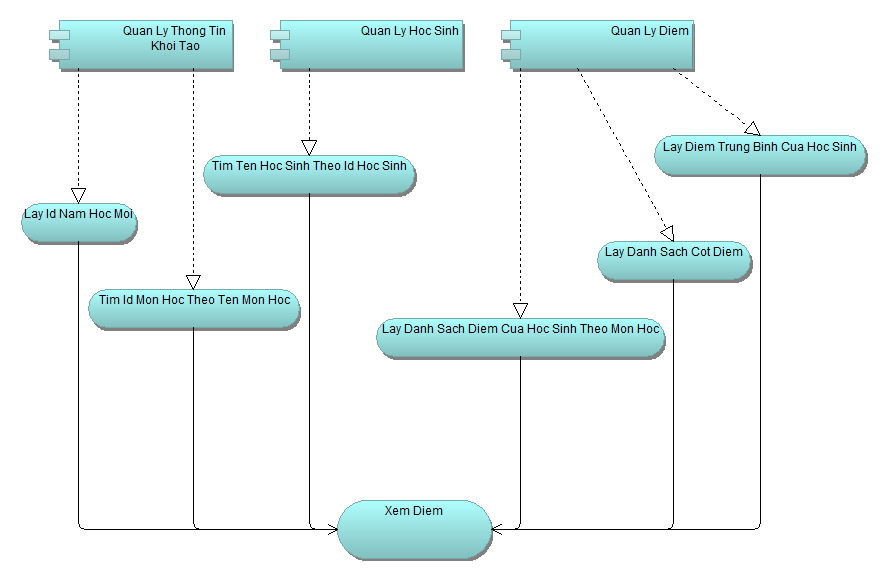 Quan Ly Thong Tin
Khoi Tao
Quan Ly Hoc Sinh
Quan Ly Diem
Lay Diem Trung Binh Cua Hoc Sinh
Tim Ten Hoc Sinh Theo Id Hoc Sinh
Lay Id Nam Hoc Moi
Lay Danh Sach Cot Diem
Tim Id Mon Hoc Theo Ten Mon Hoc
Lay Danh Sach Diem Cua Hoc Sinh Theo Mon Hoc
Xem Diem